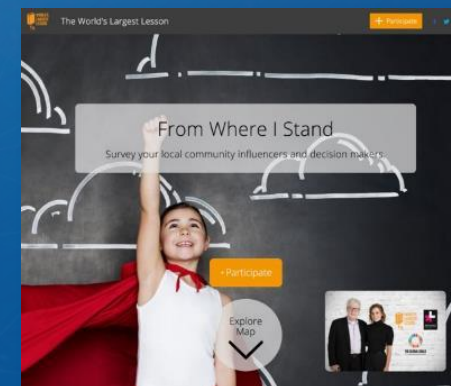 The World's Largest Lesson
+ Participate
From Where I Stand
Survey your local community influencers and decision makers
• Participate
Explore
Map